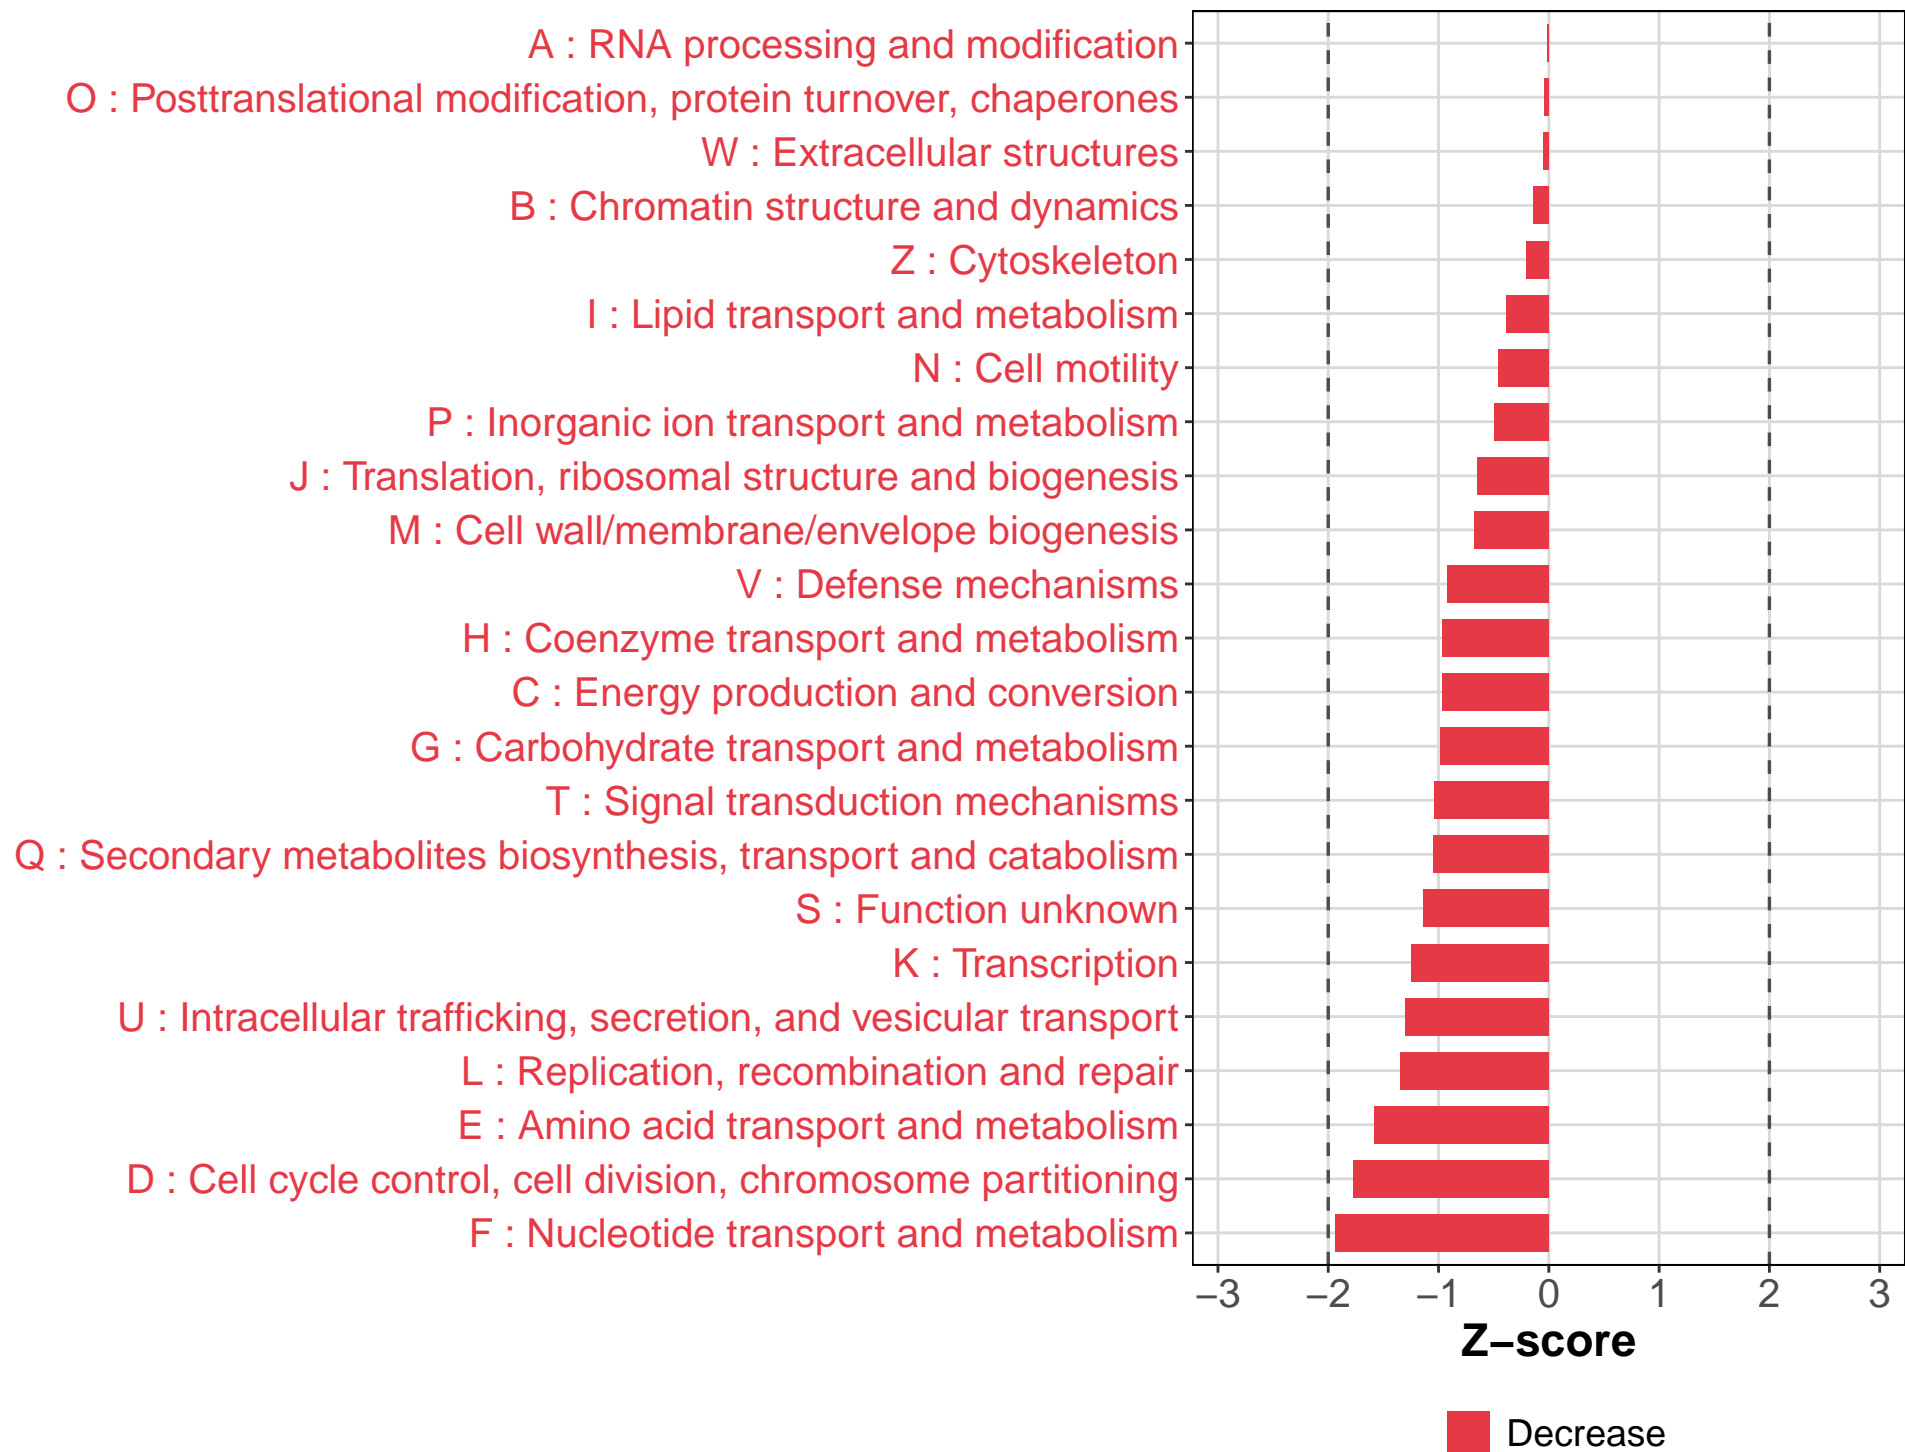 A : RNA processing and modification
O : Posttranslational modification, protein turnover, chaperones
W : Extracellular structures
B : Chromatin structure and dynamics
Z : Cytoskeleton
I : Lipid transport and metabolism
N : Cell motility
P : Inorganic ion transport and metabolism
J : Translation, ribosomal structure and biogenesis
M : Cell wall/membrane/envelope biogenesis
V : Defense mechanisms
H : Coenzyme transport and metabolism
C : Energy production and conversion
G : Carbohydrate transport and metabolism
T : Signal transduction mechanisms
Q : Secondary metabolites biosynthesis, transport and catabolism
S : Function unknown
K : Transcription
U : Intracellular trafficking, secretion, and vesicular transport
L : Replication, recombination and repair
E : Amino acid transport and metabolism
D : Cell cycle control, cell division, chromosome partitioning
F : Nucleotide transport and metabolism
−3 −2 −1 0 1 2 3
Z−score
Decrease